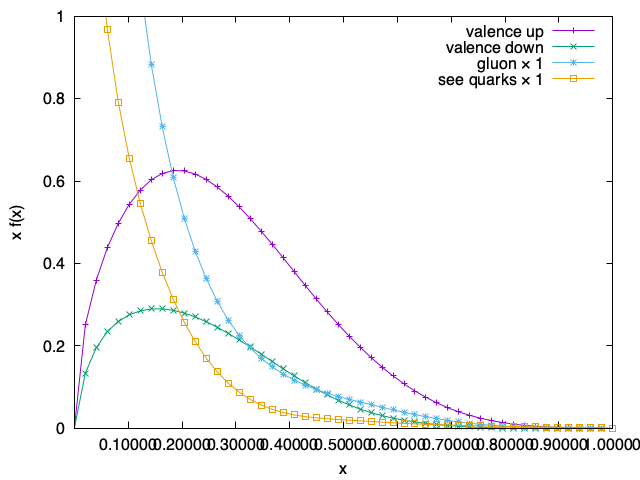 valence up
valence down
gluon × 1
see quarks × 1
1
0.8
0.6
0.4
0.2
0
x f(x)
0.10000 0.20000 0.30000 0.40000 0.50000 0.60000 0.70000 0.80000 0.90000 1.00000
x